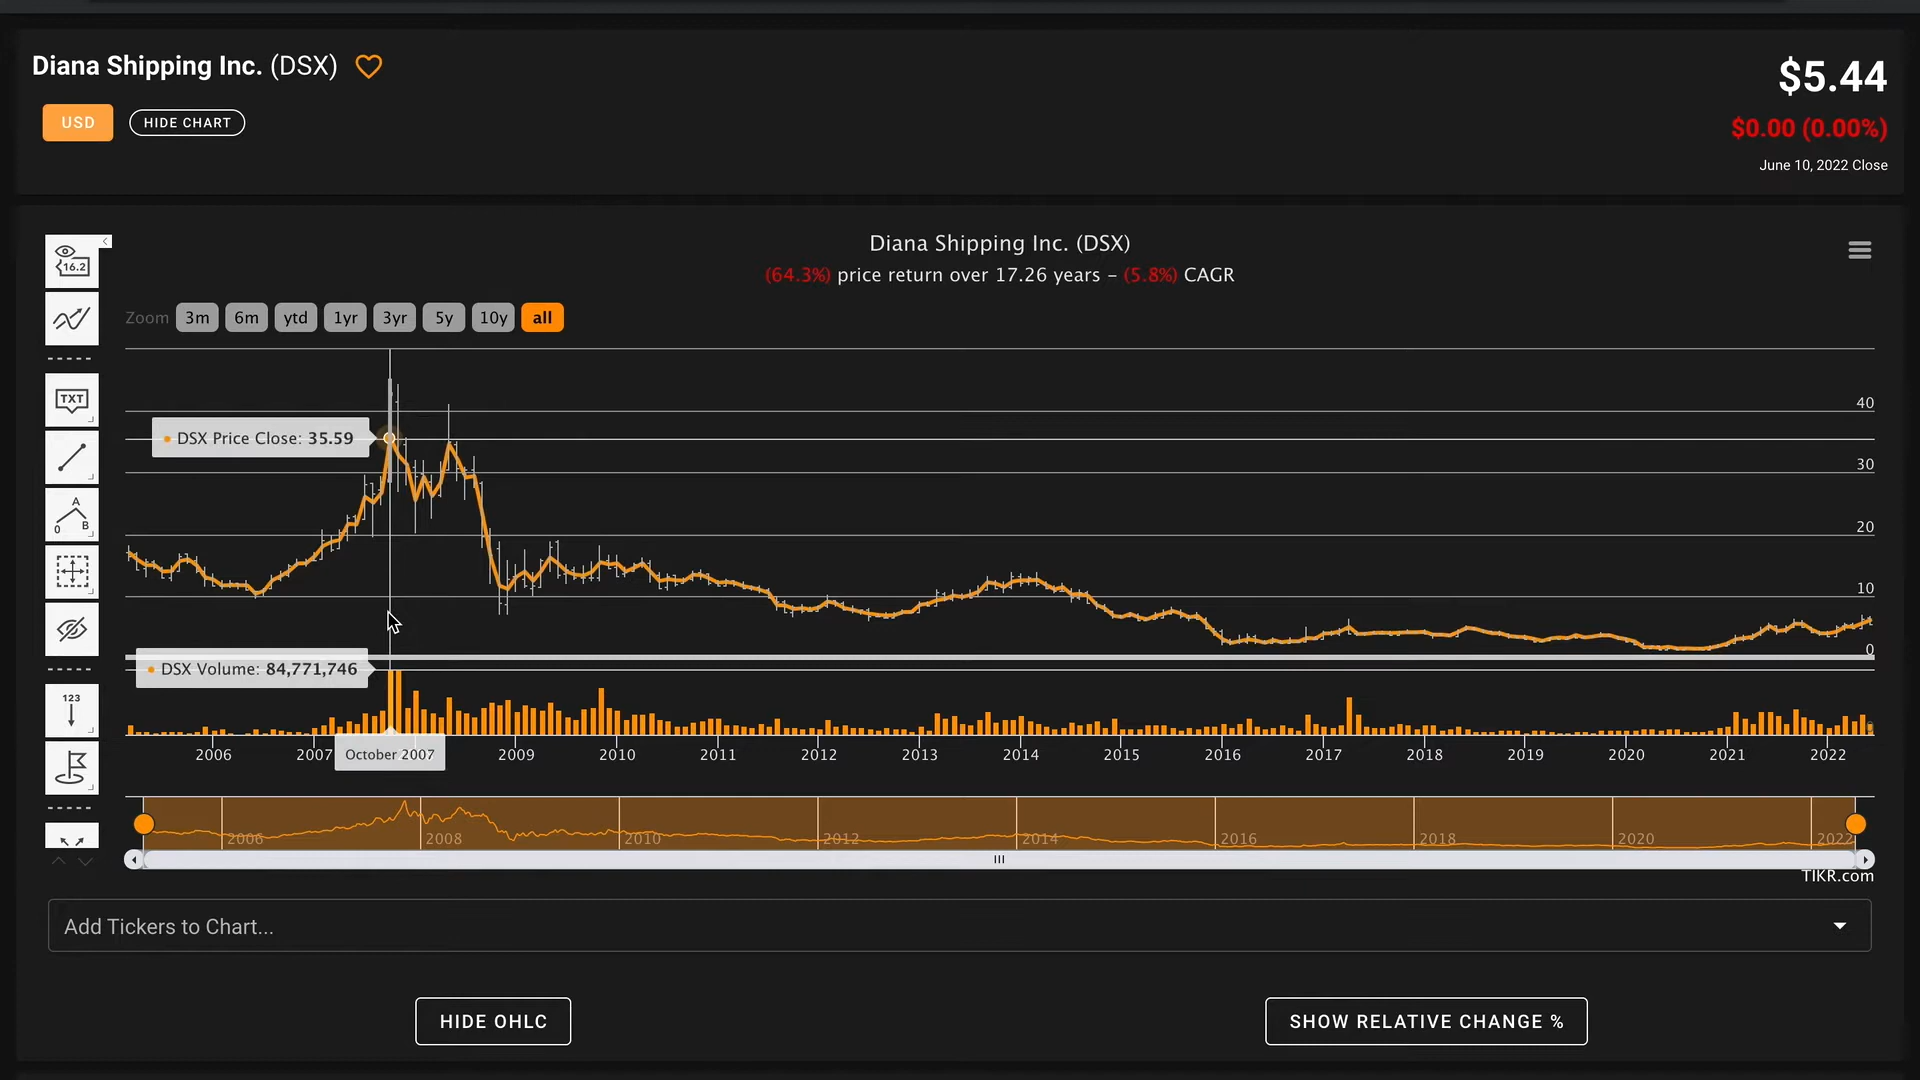 Diana Shipping Inc. (DSX)
$5.44
USD
HIDE CHART
$0.00 (0.00%)
June 10, 2022 Close
16.2
Diana Shipping Inc. (DSX)
(64.3%) price return over 17.26 years – (5.8%) CAGR
Zoom 3m 6m ytd 1yr 3yr 5y 10y all
TXT
40
DSX Price Close: 35.59
30
A
0 B
20
10
0
DSX Volume: 84,771,746
123
2006 2007 October 2007 2009 2010 2011 2012 2013 2014 2015 2016 2017 2018 2019 2020 2021 2022
2006 2008 2010 2012 2014 2016 2018 2020 2022
TIKR.com
Add Tickers to Chart...
HIDE OHLC
SHOW RELATIVE CHANGE %